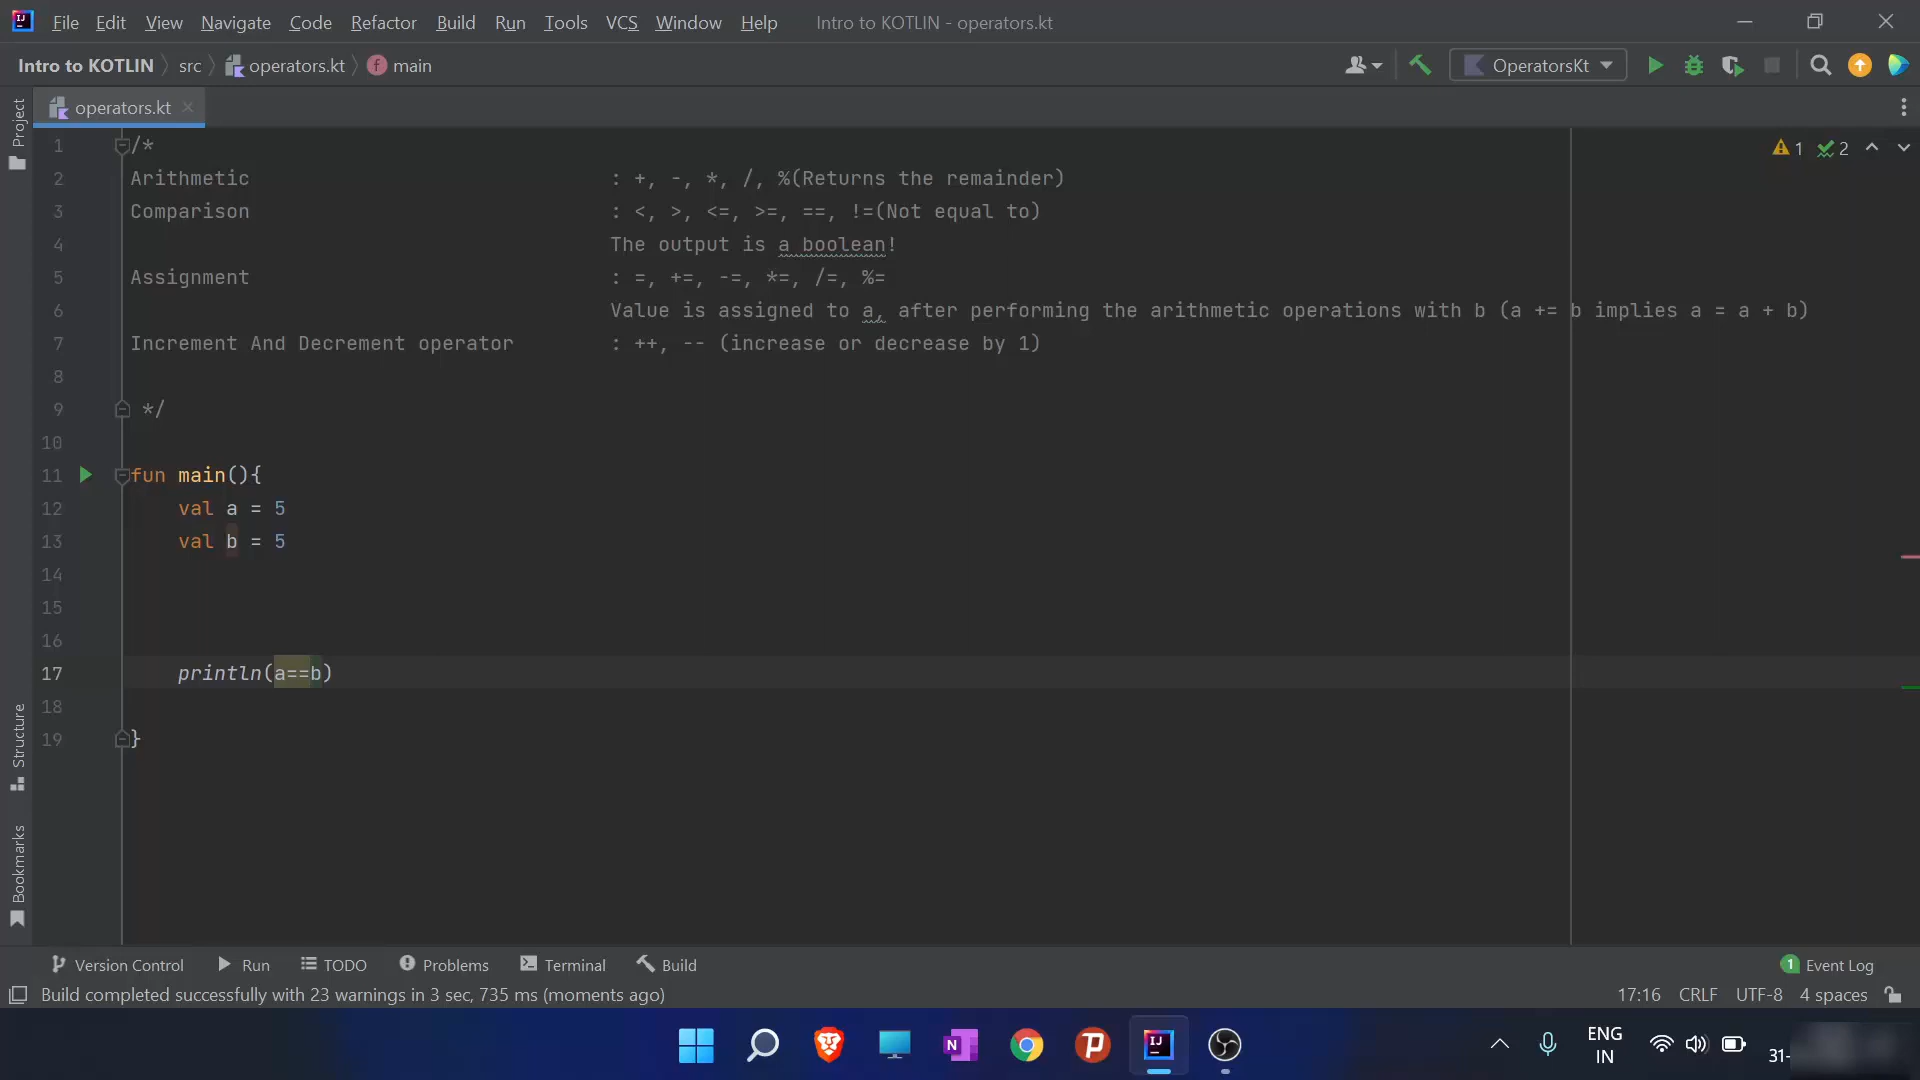 File Edit View Navigate Code Refactor Build Run Tools VCS Window Help Intro to KOTLIN - operators.kt
Intro to KOTLIN src operators.kt main OperatorsKt
operators.kt
Project
1 /* 1 2
2 Arithmetic : +, -, *, /, %(Returns the remainder)
3 Comparison : <, >, <=, >=, ==, !=(Not equal to)
4 The output is a boolean!
5 Assignment : =, +=, -=, *=, /=, %=
6 Value is assigned to a, after performing the arithmetic operations with b (a += b implies a = a + b)
7 Increment And Decrement operator : ++, -- (increase or decrease by 1)
8
9 */
10
11 fun main(){
12 val a = 5
13 val b = 5
14
15
16
17 println(a==b)
18
19 }
Structure
Bookmarks
Version Control Run TODO Problems Terminal Build 1 Event Log
Build completed successfully with 23 warnings in 3 sec, 735 ms (moments ago) 17:16 CRLF UTF-8 4 spaces
ENG
IN
31-